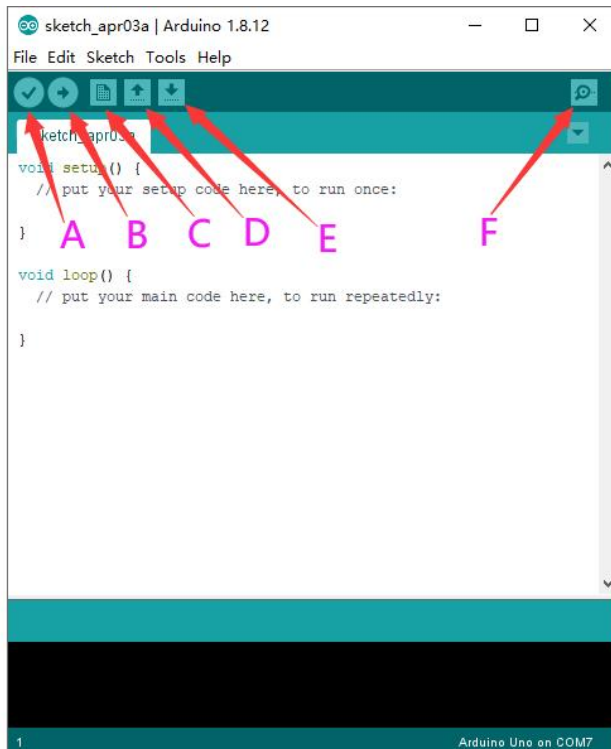 sketch_apr03a | Arduino 1.8.12
File Edit Sketch Tools Help
sketch_apr03a
void setup() {
// put your setup code here, to run once:
A B C D E F
}
void loop() {
// put your main code here, to run repeatedly:
}
1 Arduino Uno on COM7